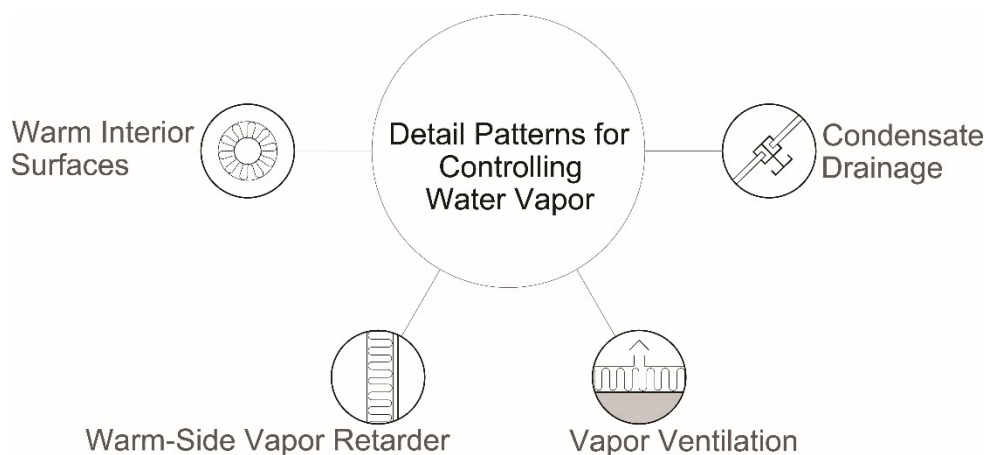 Detail Patterns for
Controlling
Water Vapor
Warm Interior
Surfaces
Condensate
Drainage
Warm-Side Vapor Retarder
Vapor Ventilation